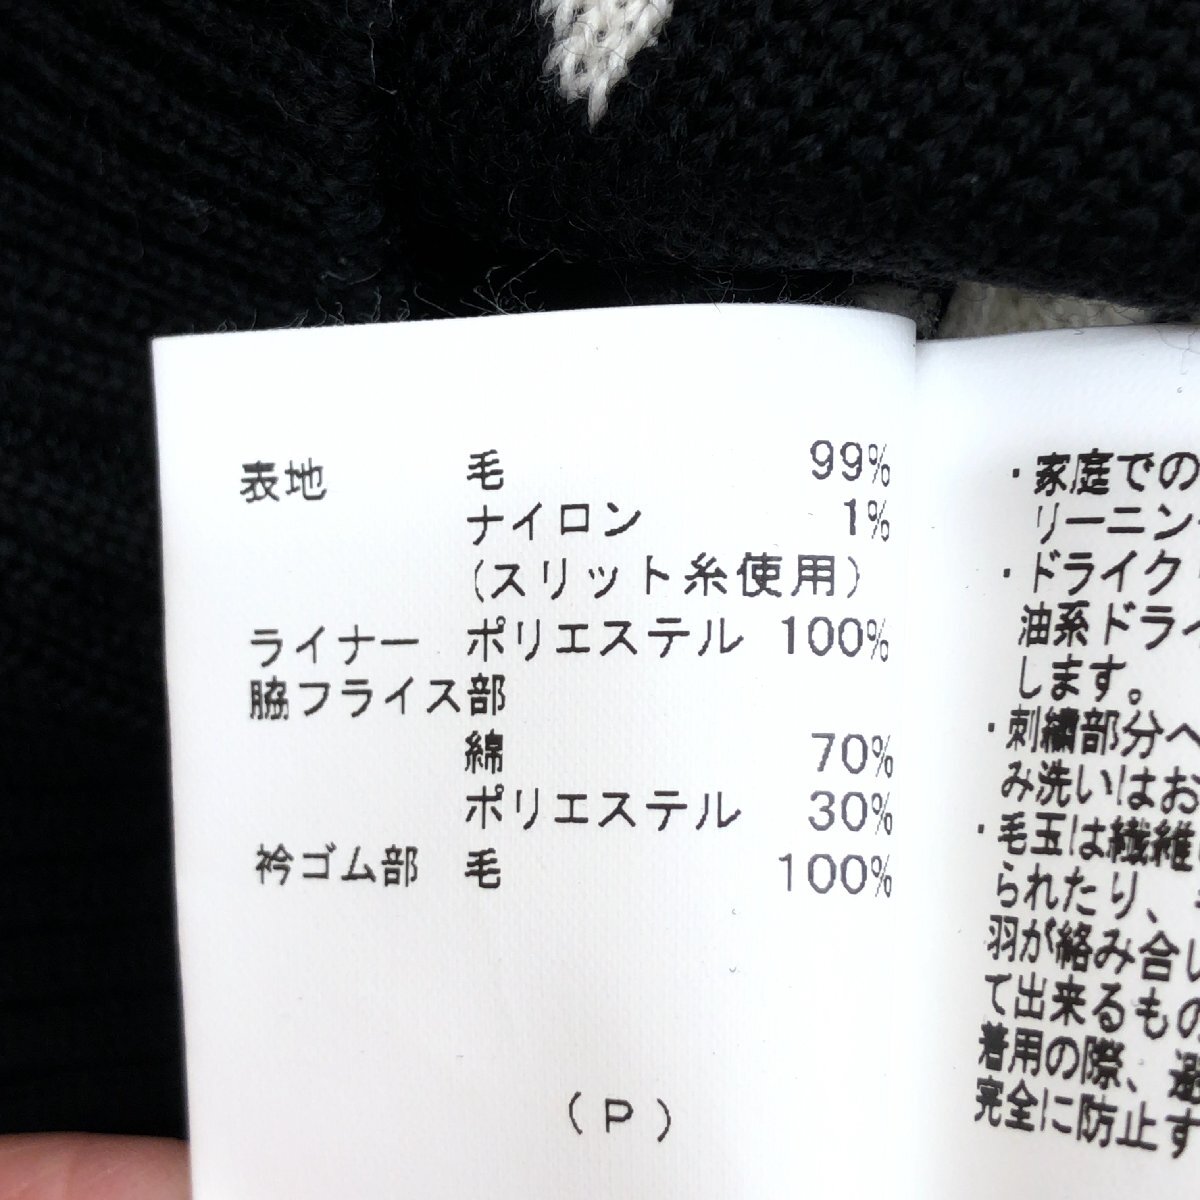 表地 毛 99%
ナイロン 1%
(スリット糸使用)
ライナー ポリエステル 100%
脇フライス部
綿 70%
ポリエステル 30%
衿ゴム部 毛 100%
(P)
・家庭での
リーニン
・ドライク
油系ドライ
します。
・刺繍部分へ
み洗いはお
・毛玉は繊維
られたり、
羽が絡み合い
て出来るもの
着用の際、
完全に防止す